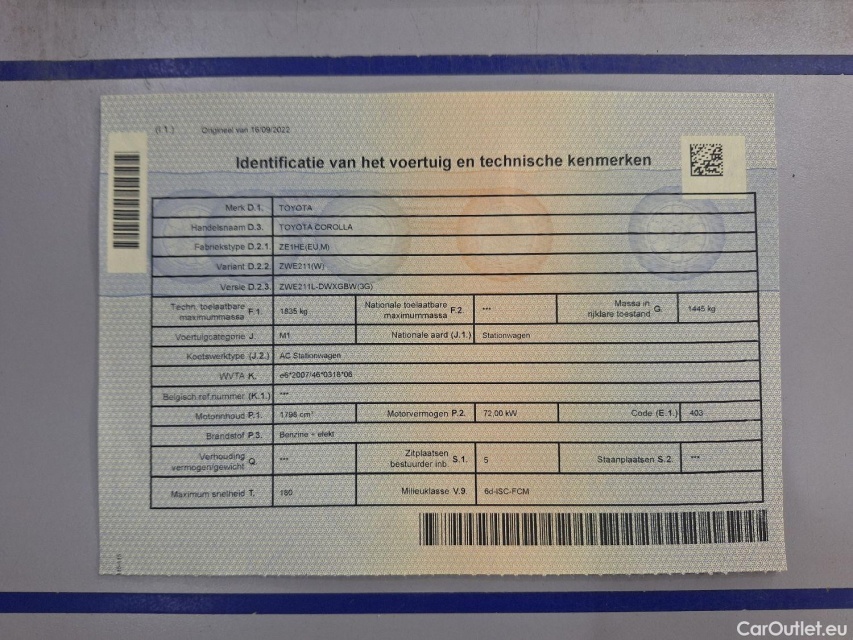 (I 1.) Origineel van 16/09/2022
Identificatie van het voertuig en technische kenmerken
Merk D.1. TOYOTA
Handelsnaam D.3. TOYOTA COROLLA
Fabriekstype D.2.1. ZE1HE(EU,M)
Variant D.2.2. ZWE211(W)
Versie D.2.3. ZWE211L-DWXGBW(3G)
Techn. toelaatbare maximummassa F.1. 1835 kg Nationale toelaatbare maximummassa F.2. *** Massa in rijklare toestand G. 1445 kg
Voertuigcategorie J. M1 Nationale aard (J.1.) Stationwagen
Koetswerktype (J.2.) AC Stationwagen
WVTA K. e6*2007/46*0318*06
Belgisch ref.nummer (K.1.) ***
Motorinhoud P.1. 1798 cm³ Motorvermogen P.2. 72,00 kW Code (E.1.) 403
Brandstof P.3. Benzine + elekt
Verhouding vermogen/gewicht Q. *** Zitplaatsen bestuurder inb. S.1. 5 Staanplaatsen S.2. ***
Maximum snelheid T. 180 Milieuklasse V.9. 6d-ISC-FCM
CarOutlet.eu